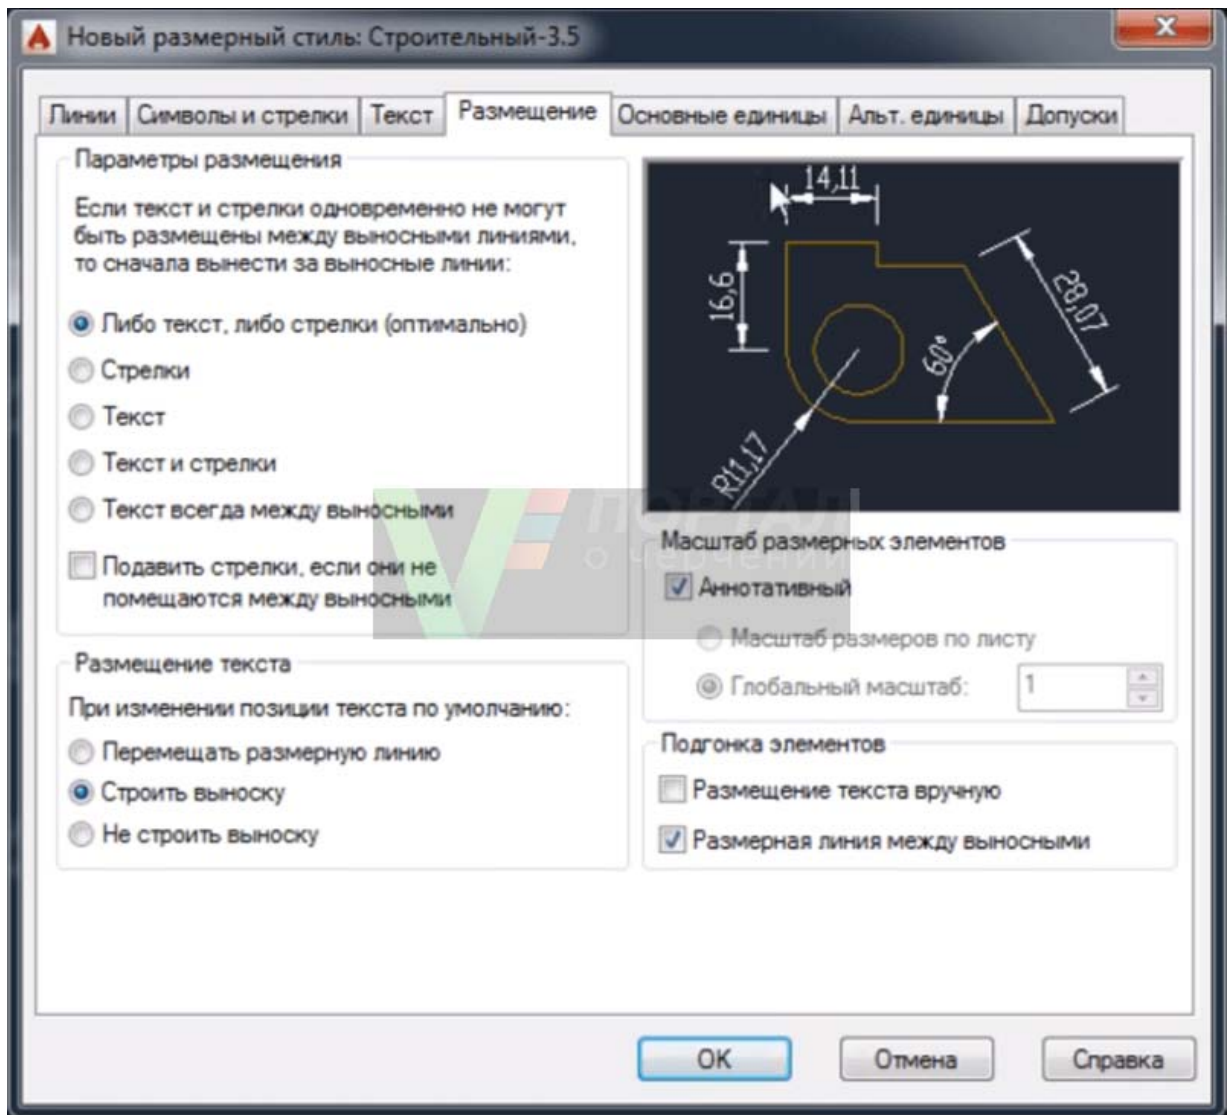 Новый размерный стиль: Строительный-3.5
Линии
Символы и стрелки
Текст
Размещение
Основные единицы
Альт. единицы
Допуски
Параметры размещения
Если текст и стрелки одновременно не могут
быть размещены между выносными линиями,
то сначала вынести за выносные линии:
Либо текст, либо стрелки (оптимально)
Стрелки
Текст
Текст и стрелки
Текст всегда между выносными
Подавить стрелки, если они не
помещаются между выносными
Размещение текста
При изменении позиции текста по умолчанию:
Перемещать размерную линию
Строить выноску
Не строить выноску
14,11
16,6
28,07
60°
R11,17
ПОРТАЛ
О ЧЕРЧЕНИИ
Масштаб размерных элементов
Аннотативный
Масштаб размеров по листу
Глобальный масштаб:
1
Подгонка элементов
Размещение текста вручную
Размерная линия между выносными
OK
Отмена
Справка